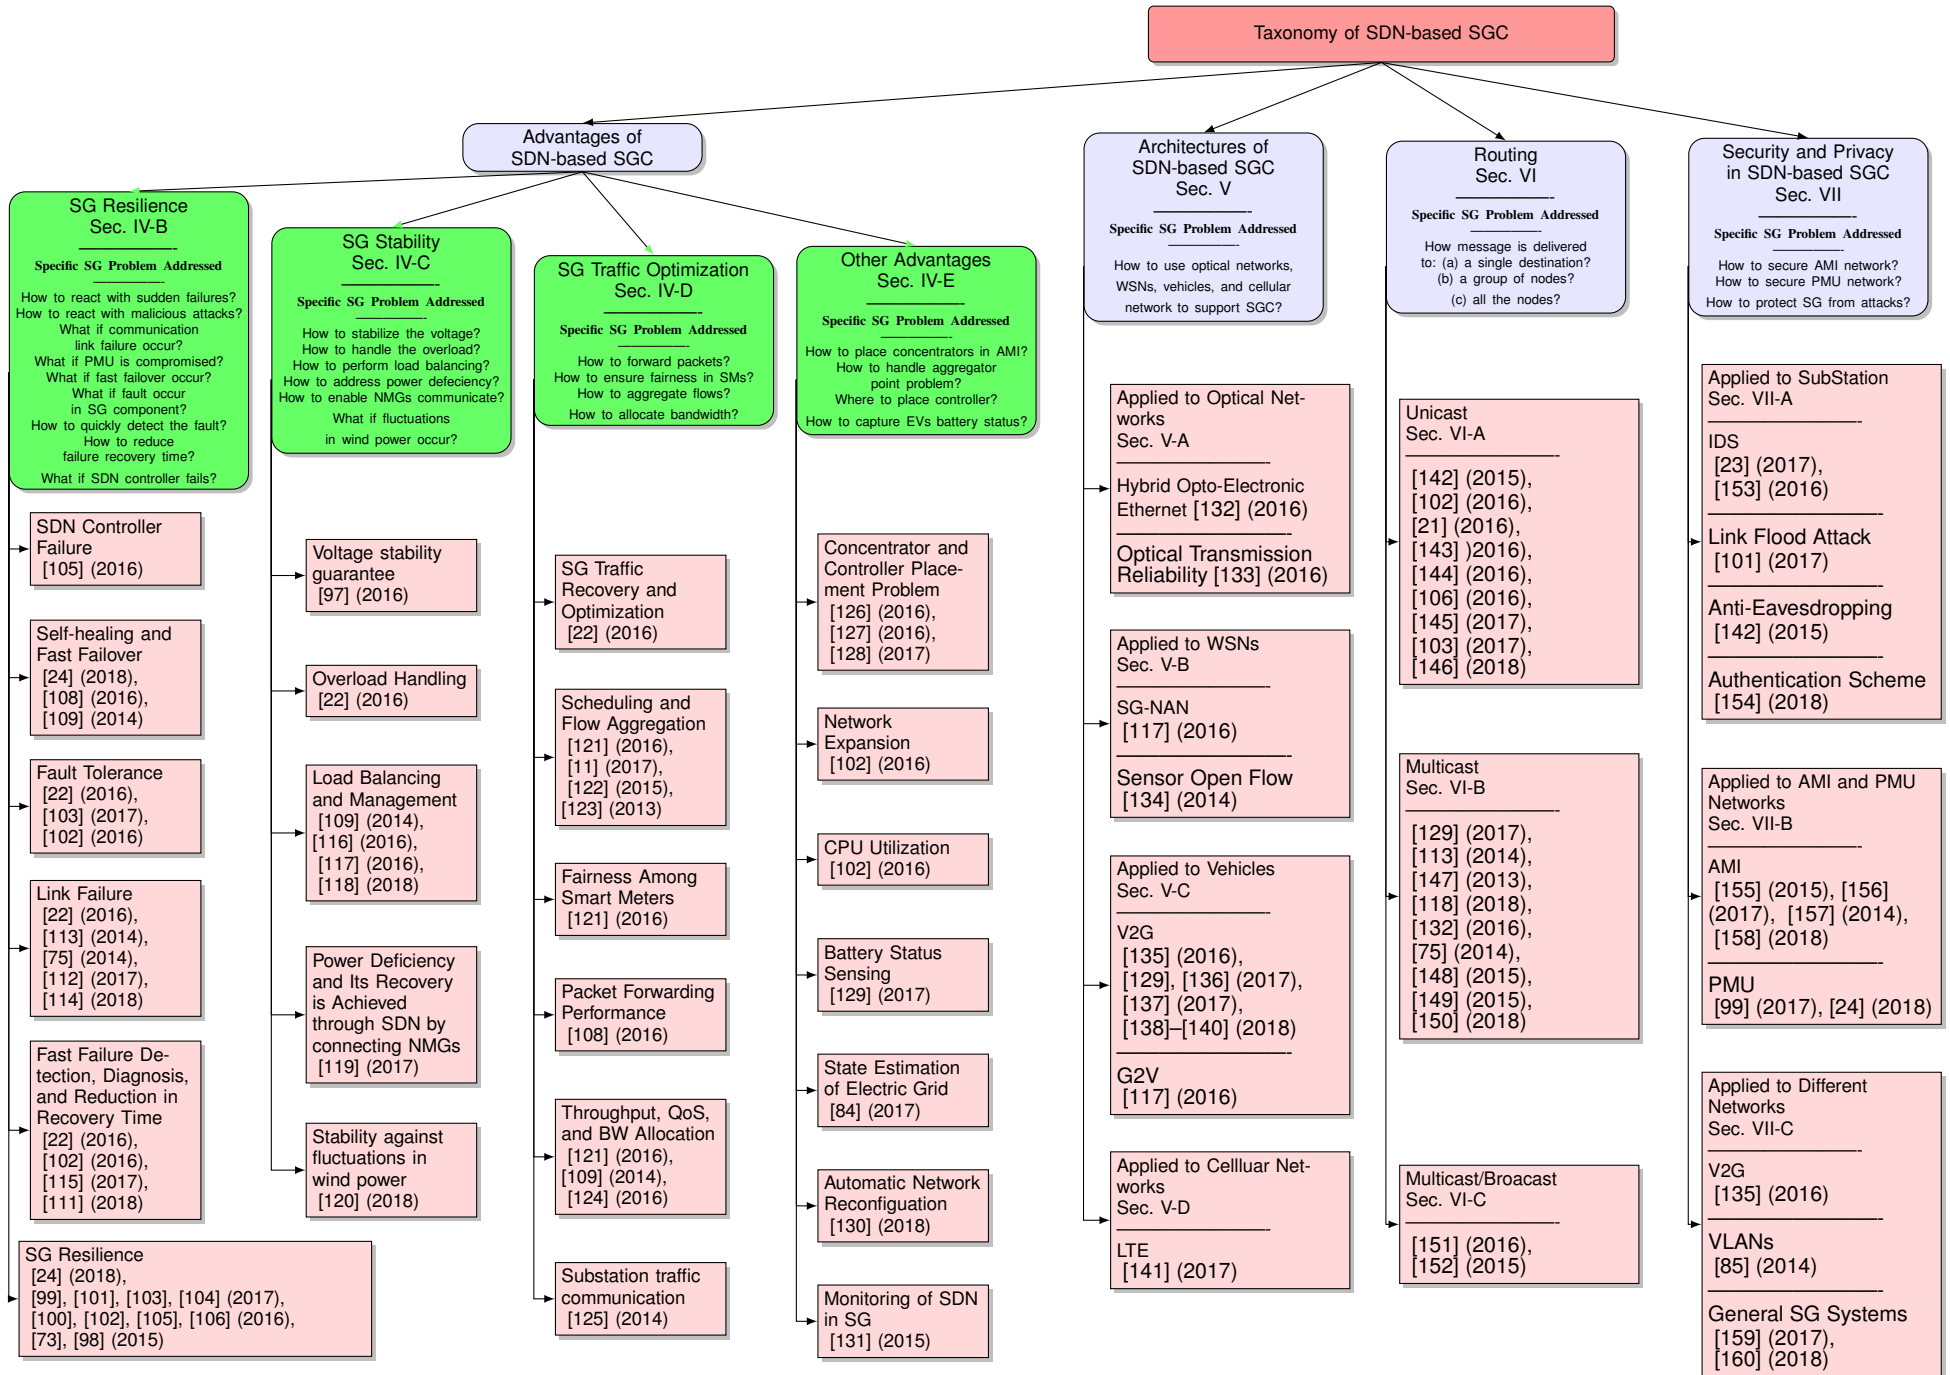 Taxonomy of SDN-based SGC
Advantages of
SDN-based SGC
SG Resilience
Sec. IV-B
Specific SG Problem Addressed
How to react with sudden failures?
How to react with malicious attacks?
What if communication
link failure occur?
What if PMU is compromised?
What if fast failover occur?
What if fault occur
in SG component?
How to quickly detect the fault?
How to reduce
failure recovery time?
What if SDN controller fails?
SDN Controller
Failure
[105] (2016)
Self-healing and
Fast Failover
[24] (2018),
[108] (2016),
[109] (2014)
Fault Tolerance
[22] (2016),
[103] (2017),
[102] (2016)
Link Failure
[22] (2016),
[113] (2014),
[75] (2014),
[112] (2017),
[114] (2018)
Fast Failure De-
tection, Diagnosis,
and Reduction in
Recovery Time
[22] (2016),
[102] (2016),
[115] (2017),
[111] (2018)
SG Resilience
[24] (2018),
[99], [101], [103], [104] (2017),
[100], [102], [105], [106] (2016),
[73], [98] (2015)
SG Stability
Sec. IV-C
Specific SG Problem Addressed
How to stabilize the voltage?
How to handle the overload?
How to perform load balancing?
How to address power defeciency?
How to enable NMGs communicate?
What if fluctuations
in wind power occur?
Voltage stability
guarantee
[97] (2016)
Overload Handling
[22] (2016)
Load Balancing
and Management
[109] (2014),
[116] (2016),
[117] (2016),
[118] (2018)
Power Deficiency
and Its Recovery
is Achieved
through SDN by
connecting NMGs
[119] (2017)
Stability against
fluctuations in
wind power
[120] (2018)
SG Traffic Optimization
Sec. IV-D
Specific SG Problem Addressed
How to forward packets?
How to ensure fairness in SMs?
How to aggregate flows?
How to allocate bandwidth?
SG Traffic
Recovery and
Optimization
[22] (2016)
Scheduling and
Flow Aggregation
[121] (2016),
[11] (2017),
[122] (2015),
[123] (2013)
Fairness Among
Smart Meters
[121] (2016)
Packet Forwarding
Performance
[108] (2016)
Throughput, QoS,
and BW Allocation
[121] (2016),
[109] (2014),
[124] (2016)
Substation traffic
communication
[125] (2014)
Other Advantages
Sec. IV-E
Specific SG Problem Addressed
How to place concentrators in AMI?
How to handle aggregator
point problem?
Where to place controller?
How to capture EVs battery status?
Concentrator and
Controller Place-
ment Problem
[126] (2016),
[127] (2016),
[128] (2017)
Network
Expansion
[102] (2016)
CPU Utilization
[102] (2016)
Battery Status
Sensing
[129] (2017)
State Estimation
of Electric Grid
[84] (2017)
Automatic Network
Reconfiguation
[130] (2018)
Monitoring of SDN
in SG
[131] (2015)
Architectures of
SDN-based SGC
Sec. V
Specific SG Problem Addressed
How to use optical networks,
WSNs, vehicles, and cellular
network to support SGC?
Applied to Optical Net-
works
Sec. V-A
Hybrid Opto-Electronic
Ethernet [132] (2016)
Optical Transmission
Reliability [133] (2016)
Applied to WSNs
Sec. V-B
SG-NAN
[117] (2016)
Sensor Open Flow
[134] (2014)
Applied to Vehicles
Sec. V-C
V2G
[135] (2016),
[129], [136] (2017),
[137] (2017),
[138]–[140] (2018)
G2V
[117] (2016)
Applied to Cellluar Net-
works
Sec. V-D
LTE
[141] (2017)
Routing
Sec. VI
Specific SG Problem Addressed
How message is delivered
to: (a) a single destination?
(b) a group of nodes?
(c) all the nodes?
Unicast
Sec. VI-A
[142] (2015),
[102] (2016),
[21] (2016),
[143] )2016),
[144] (2016),
[106] (2016),
[145] (2017),
[103] (2017),
[146] (2018)
Multicast
Sec. VI-B
[129] (2017),
[113] (2014),
[147] (2013),
[118] (2018),
[132] (2016),
[75] (2014),
[148] (2015),
[149] (2015),
[150] (2018)
Multicast/Broacast
Sec. VI-C
[151] (2016),
[152] (2015)
Security and Privacy
in SDN-based SGC
Sec. VII
Specific SG Problem Addressed
How to secure AMI network?
How to secure PMU network?
How to protect SG from attacks?
Applied to SubStation
Sec. VII-A
IDS
[23] (2017),
[153] (2016)
Link Flood Attack
[101] (2017)
Anti-Eavesdropping
[142] (2015)
Authentication Scheme
[154] (2018)
Applied to AMI and PMU
Networks
Sec. VII-B
AMI
[155] (2015), [156]
(2017), [157] (2014),
[158] (2018)
PMU
[99] (2017), [24] (2018)
Applied to Different
Networks
Sec. VII-C
V2G
[135] (2016)
VLANs
[85] (2014)
General SG Systems
[159] (2017),
[160] (2018)